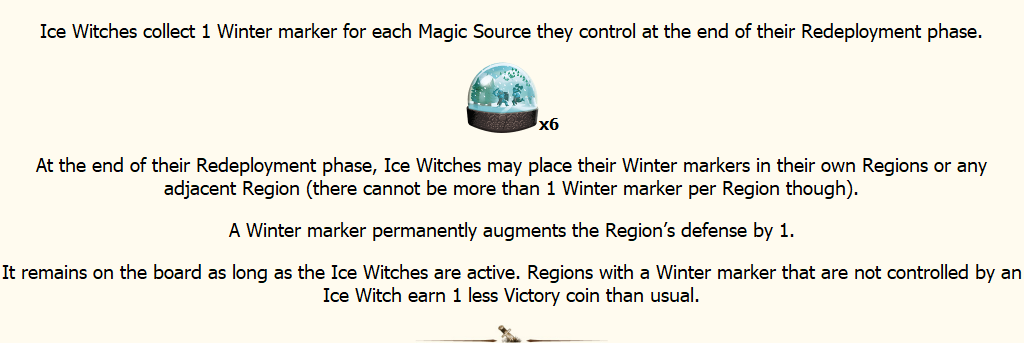 Ice Witches collect 1 Winter marker for each Magic Source they control at the end of their Redeployment phase.
x6
At the end of their Redeployment phase, Ice Witches may place their Winter markers in their own Regions or any
adjacent Region (there cannot be more than 1 Winter marker per Region though).
A Winter marker permanently augments the Region’s defense by 1.
It remains on the board as long as the Ice Witches are active. Regions with a Winter marker that are not controlled by an
Ice Witch earn 1 less Victory coin than usual.